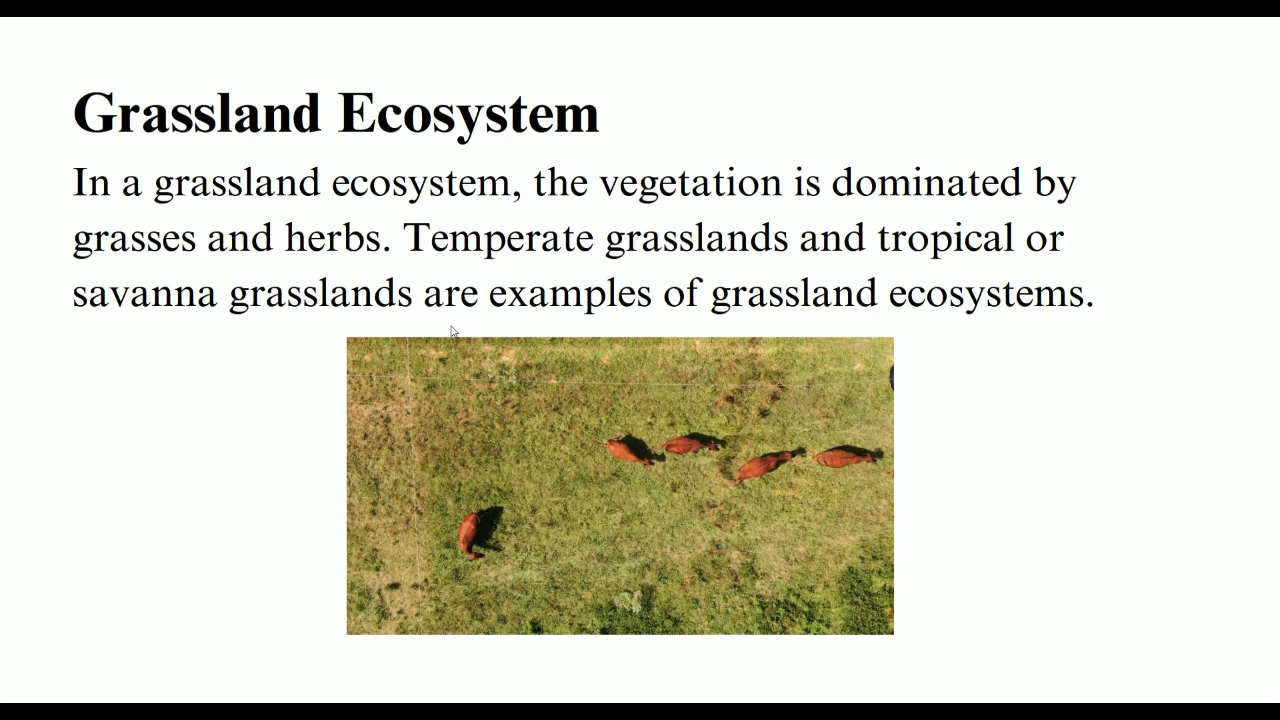 Grassland Ecosystem
In a grassland ecosystem, the vegetation is dominated by
grasses and herbs. Temperate grasslands and tropical or
savanna grasslands are examples of grassland ecosystems.